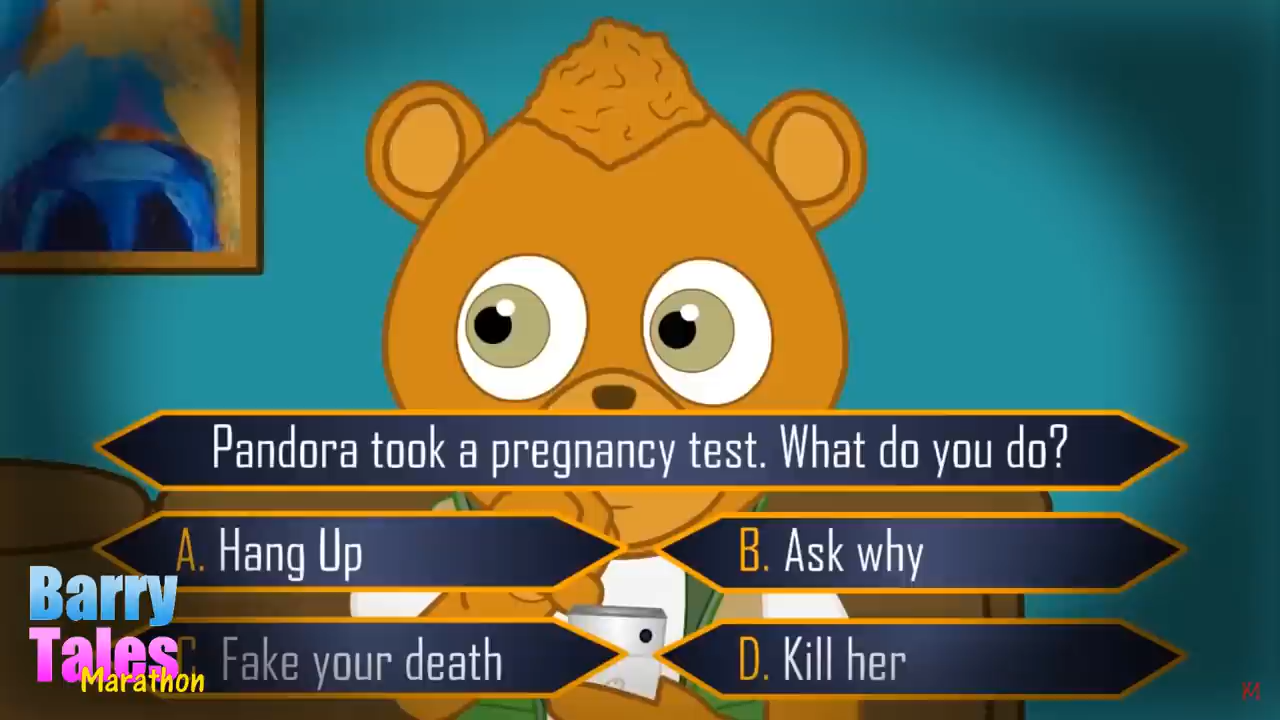 Pandora took a pregnancy test. What do you do?
A. Hang Up
B. Ask why
C. Fake your death
D. Kill her
Barry
Tales
Marathon
M